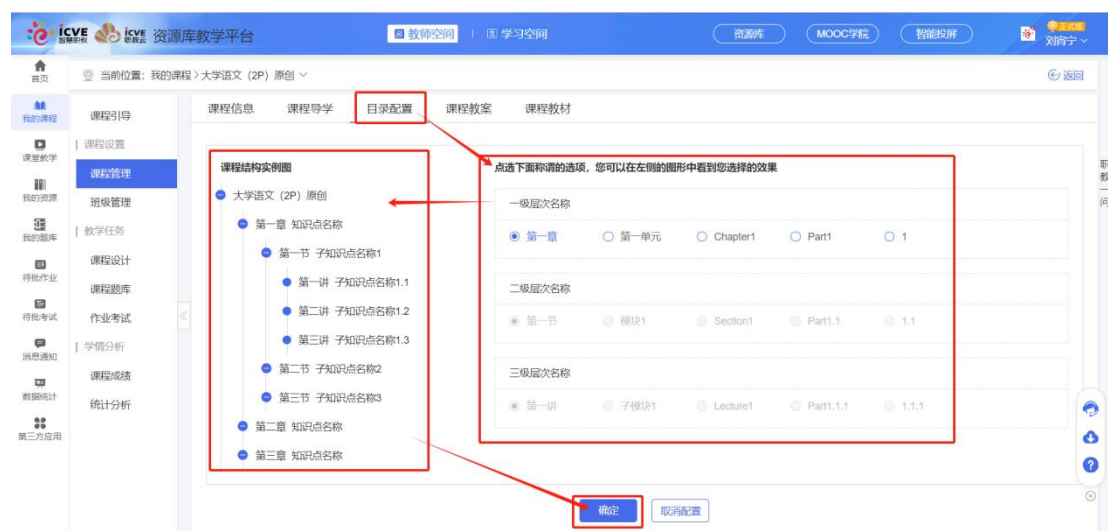 icve 智慧职教 icve 职教云 资源库教学平台 教师空间 学习空间 资源库 MOOC学院 智能投屏 正式版 刘肖宁
首页 当前位置：我的课程>大学语文（2P）原创 返回
我的课程
课堂教学
我的资源
我的题库
待批作业
待批考试
消息通知
数据统计
第三方应用
课程引导
课程设置
课程管理
班级管理
教学任务
课程设计
课程题库
作业考试
学情分析
课程成绩
统计分析
课程信息 课程导学 目录配置 课程教案 课程教材
课程结构实例图
大学语文（2P）原创
第一章 知识点名称
第一节 子知识点名称1
第一讲 子知识点名称1.1
第二讲 子知识点名称1.2
第三讲 子知识点名称1.3
第二节 子知识点名称2
第三节 子知识点名称3
第二章 知识点名称
第三章 知识点名称
点选下面称谓的选项，您可以在左侧的图形中看到您选择的效果
一级层次名称
第一章 第一单元 Chapter1 Part1 1
二级层次名称
第一节 模块1 Section1 Part1.1 1.1
三级层次名称
第一讲 子模块1 Lecture1 Part1.1.1 1.1.1
确定 取消配置